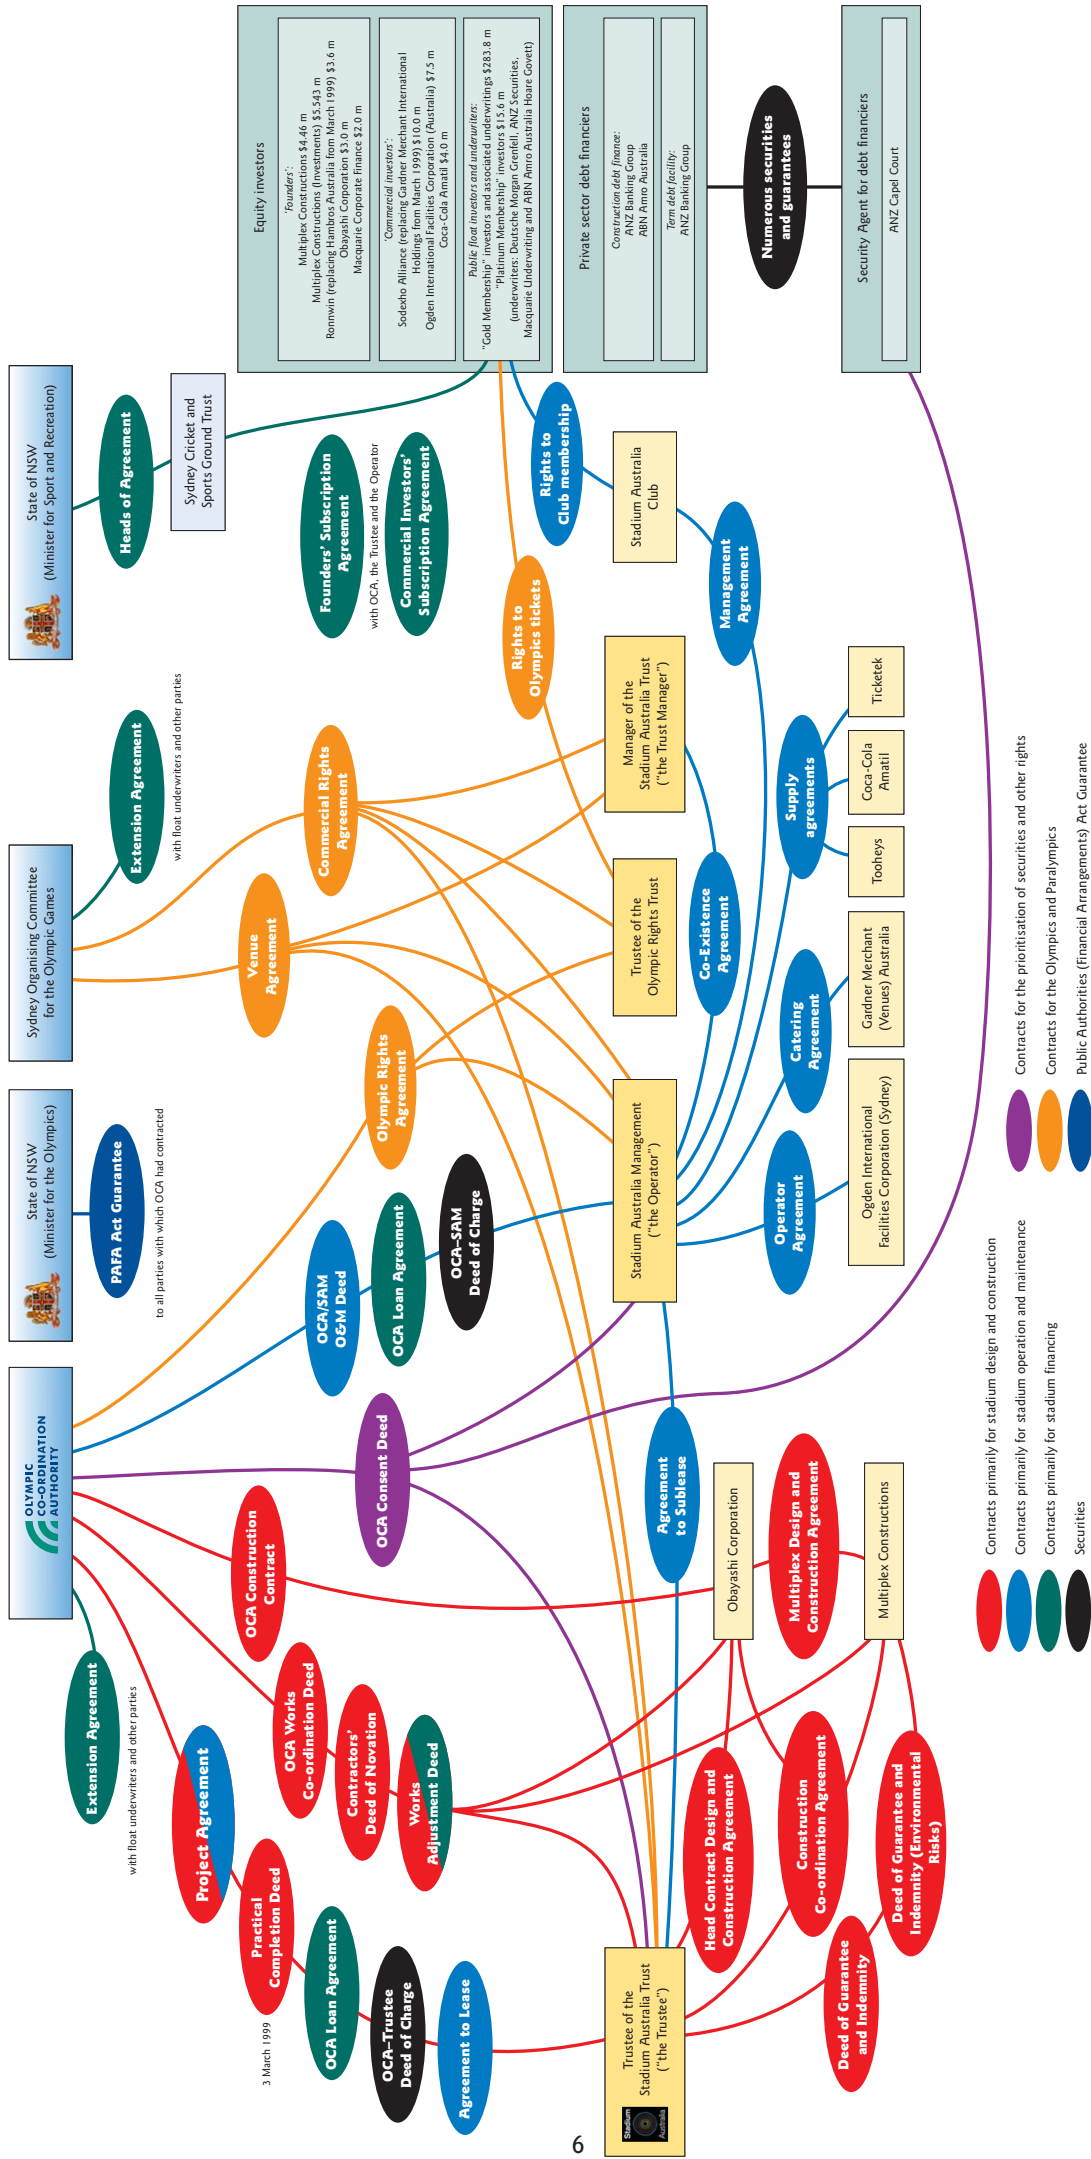 OLYMPIC
CO-ORDINATION
AUTHORITY
State of NSW
(Minister for the Olympics)
Sydney Organising Committee
for the Olympic Games
State of NSW
(Minister for Sport and Recreation)
Extension Agreement
with float underwriters and other parties
PAFA Act Guarantee
to all parties with which OCA had contracted
Extension Agreement
with float underwriters and other parties
Heads of Agreement
Sydney Cricket and
Sports Ground Trust
Project Agreement
Practical
Completion Deed
3 March 1999
OCA Loan Agreement
OCA–Trustee
Deed of Charge
Agreement to Lease
OCA Works
Co-ordination Deed
Contractors'
Deed of Novation
Works
Adjustment Deed
OCA Construction
Contract
OCA Consent Deed
OCA/SAM
O&M Deed
OCA Loan Agreement
OCA–SAM
Deed of Charge
Olympic Rights
Agreement
Venue
Agreement
Commercial Rights
Agreement
Founders' Subscription
Agreement
with OCA, the Trustee and the Operator
Commercial Investors'
Subscription Agreement
Rights to
Olympics tickets
Rights to
Club membership
Equity investors
'Founders':
Multiplex Constructions $4.46 m
Multiplex Constructions (Investments) $5.543 m
Ronnwin (replacing Hambros Australia from March 1999) $3.6 m
Obayashi Corporation $3.0 m
Macquarie Corporate Finance $2.0 m
'Commercial investors':
Sodexho Alliance (replacing Gardner Merchant International
Holdings from March 1999) $10.0 m
Ogden International Facilities Corporation (Australia) $7.5 m
Coca-Cola Amatil $4.0 m
Public float investors and underwriters:
"Gold Membership" investors and associated underwritings $283.8 m
"Platinum Membership" investors $15.6 m
(underwriters: Deutsche Morgan Grenfell, ANZ Securities,
Macquarie Underwriting and ABN Amro Australia Hoare Govett)
Private sector debt financiers
Construction debt finance:
ANZ Banking Group
ABN Amro Australia
Term debt facility:
ANZ Banking Group
Numerous securities
and guarantees
Security Agent for debt financiers
ANZ Capel Court
Stadium
Australia
Trustee of the
Stadium Australia Trust
("the Trustee")
Stadium Australia Management
("the Operator")
Trustee of the
Olympic Rights Trust
Manager of the
Stadium Australia Trust
("the Trust Manager")
Stadium Australia
Club
Agreement
to Sublease
Co-Existence
Agreement
Management
Agreement
Head Contract Design and
Construction Agreement
Obayashi Corporation
Construction
Co-ordination Agreement
Multiplex Design and
Construction Agreement
Deed of Guarantee
and Indemnity
Deed of Guarantee and
Indemnity (Environmental
Risks)
Multiplex Constructions
Operator
Agreement
Catering
Agreement
Supply
agreements
Ogden International
Facilities Corporation (Sydney)
Gardner Merchant
(Venues) Australia
Tooheys
Coca-Cola
Amatil
Ticketek
Contracts primarily for stadium design and construction
Contracts primarily for stadium operation and maintenance
Contracts primarily for stadium financing
Securities
Contracts for the prioritisation of securities and other rights
Contracts for the Olympics and Paralympics
Public Authorities (Financial Arrangements) Act Guarantee
6